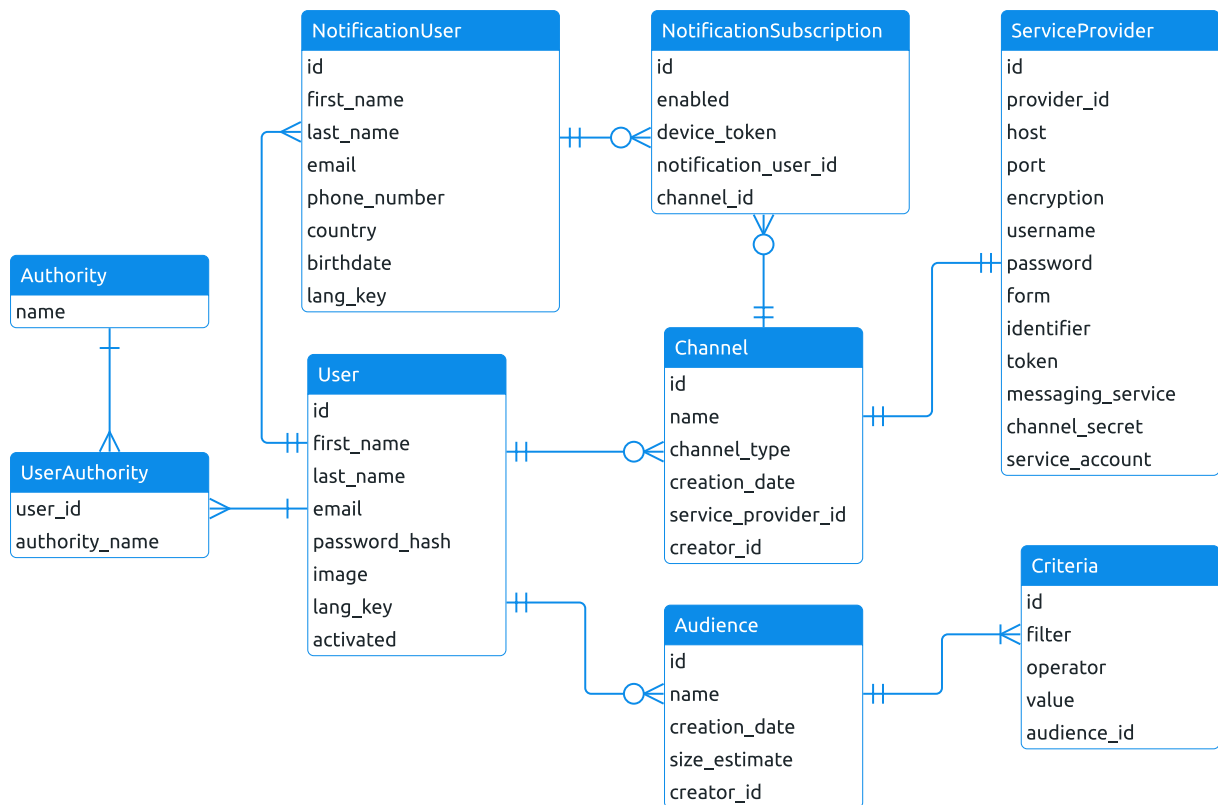 NotificationUser
id
first_name
last_name
email
phone_number
country
birthdate
lang_key
NotificationSubscription
id
enabled
device_token
notification_user_id
channel_id
ServiceProvider
id
provider_id
host
port
encryption
username
password
form
identifier
token
messaging_service
channel_secret
service_account
Authority
name
User
id
first_name
last_name
email
password_hash
image
lang_key
activated
Channel
id
name
channel_type
creation_date
service_provider_id
creator_id
UserAuthority
user_id
authority_name
Audience
id
name
creation_date
size_estimate
creator_id
Criteria
id
filter
operator
value
audience_id